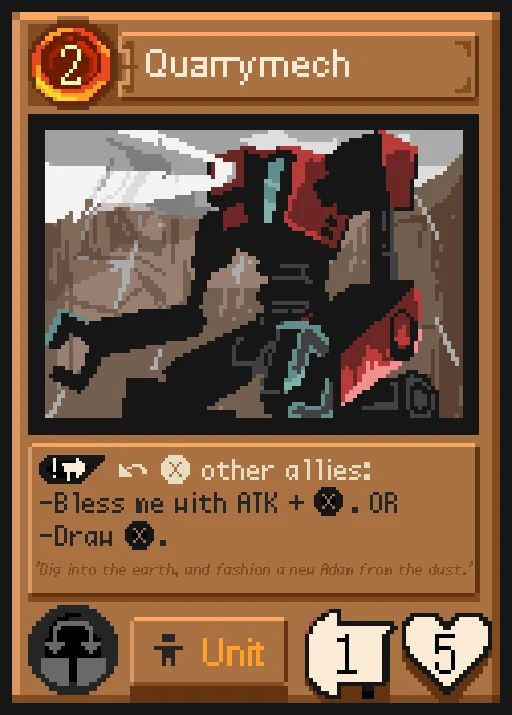 2
Quarrymech
X other allies:
-Bless me with ATK + X. OR
-Draw X.
'Dig into the earth, and fashion a new Adam from the dust.'
Unit
1
5